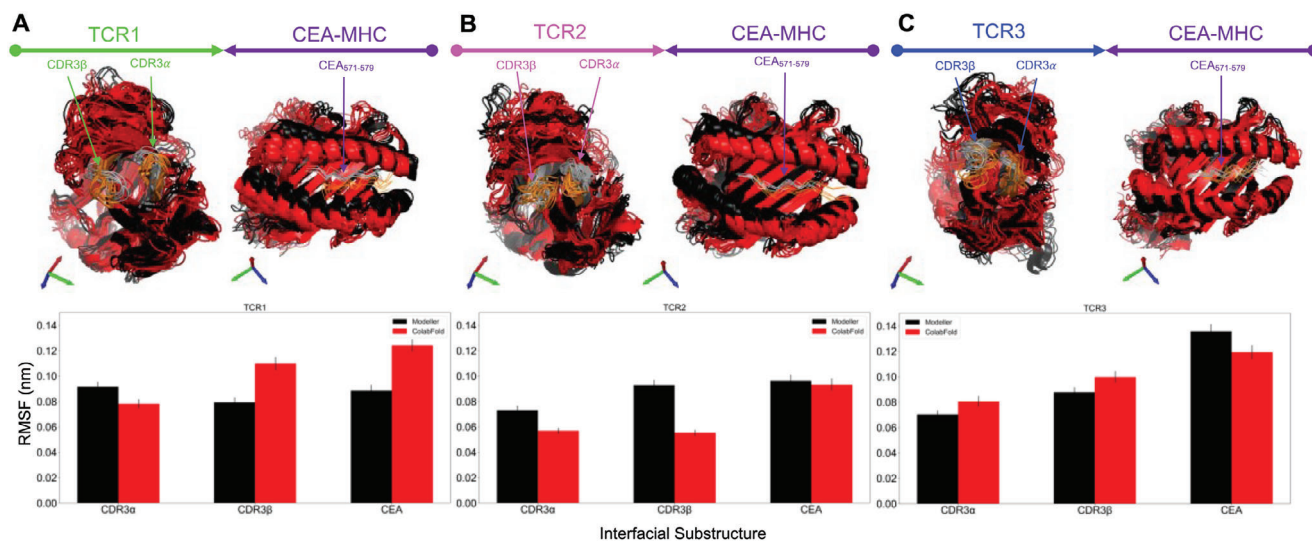 A
TCR1
CEA-MHC
CDR3β
CDR3α
CEA571-579
B
TCR2
CEA-MHC
CDR3β
CDR3α
CEA571-579
C
TCR3
CEA-MHC
CDR3β
CDR3α
CEA571-579
RMSF (nm)
TCR1
Modeller
ColabFold
0.14
0.12
0.10
0.08
0.06
0.04
0.02
0.00
CDR3α
CDR3β
CEA
TCR2
Modeller
ColabFold
0.14
0.12
0.10
0.08
0.06
0.04
0.02
0.00
CDR3α
CDR3β
CEA
TCR3
Modeller
ColabFold
0.14
0.12
0.10
0.08
0.06
0.04
0.02
0.00
CDR3α
CDR3β
CEA
Interfacial Substructure